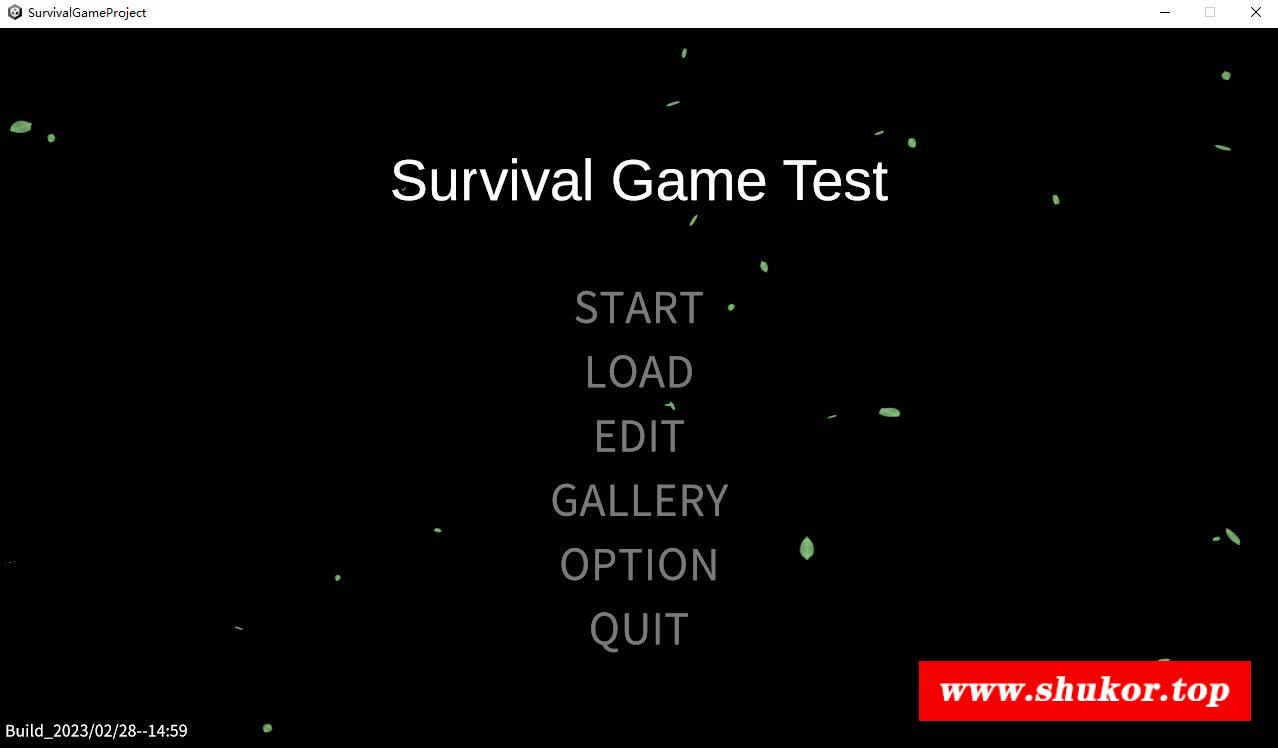 SurvivalGameProject
Survival Game Test
START
LOAD
EDIT
GALLERY
OPTION
QUIT
www.shukor.top
Build_2023/02/28--14:59